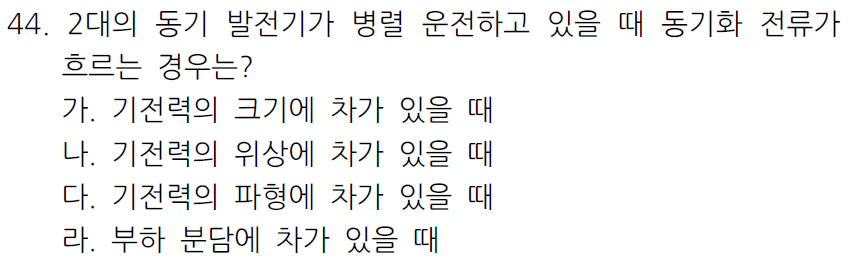 44. 2대의 동기 발전기가 병렬 운전하고 있을 때 동기화 전류가
흐르는 경우는?
가. 기전력의 크기에 차가 있을 때
나. 기전력의 위상에 차가 있을 때
다. 기전력의 파형에 차가 있을 때
라. 부하 분담에 차가 있을 때